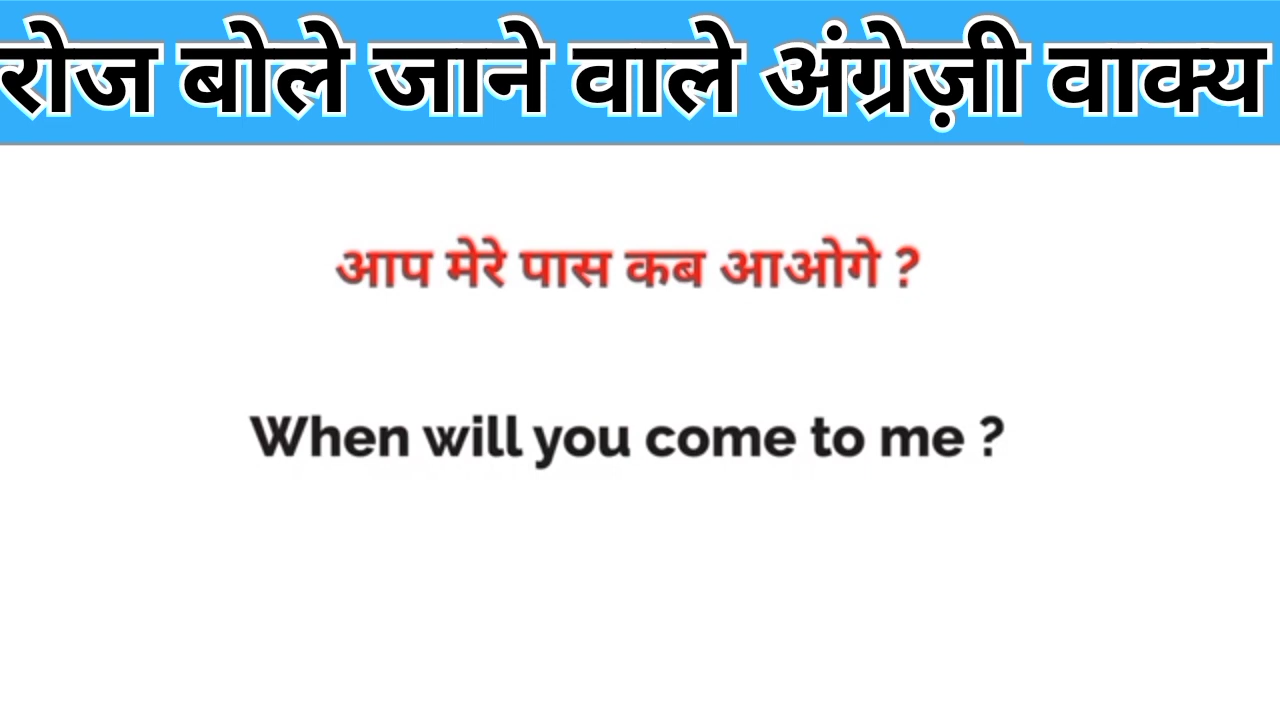 रोज बोले जाने वाले अंग्रेज़ी वाक्य
आप मेरे पास कब आओगे ?
When will you come to me ?